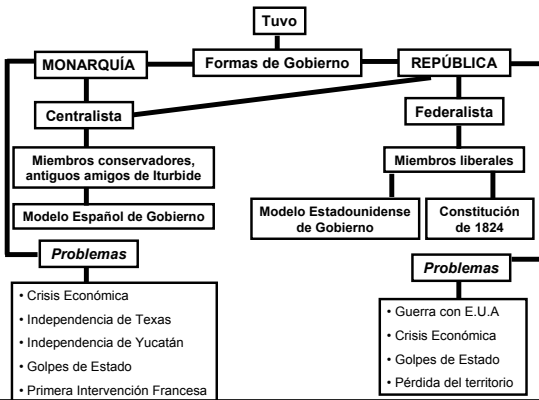 Tuvo
MONARQUÍA
Formas de Gobierno
REPÚBLICA
Centralista
Federalista
Miembros conservadores,
antiguos amigos de Iturbide
Miembros liberales
Modelo Español de Gobierno
Modelo Estadounidense
de Gobierno
Constitución
de 1824
Problemas
• Crisis Económica
• Independencia de Texas
• Independencia de Yucatán
• Golpes de Estado
• Primera Intervención Francesa
Problemas
• Guerra con E.U.A
• Crisis Económica
• Golpes de Estado
• Pérdida del territorio